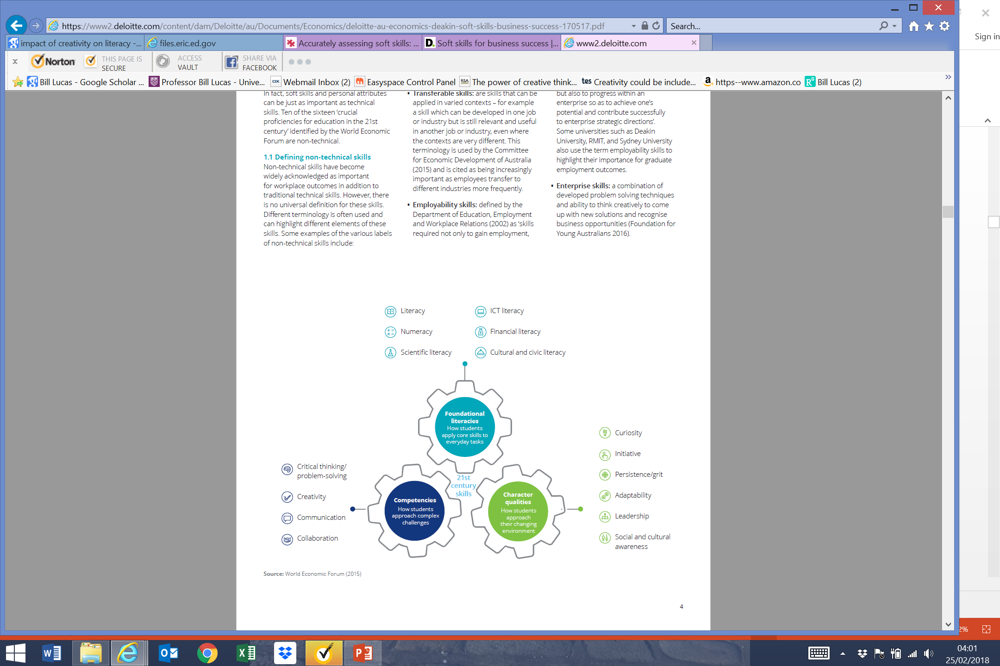 Sign in
https://www2.deloitte.com/content/dam/Deloitte/au/Documents/Economics/deloitte-au-economics-deakin-soft-skills-business-success-170517.pdf
Search...
impact of creativity on literacy -...
files.eric.ed.gov
Accurately assessing soft skills: ...
D. Soft skills for business success |...
www2.deloitte.com
x
Norton
THIS PAGE IS
SECURE
ACCESS
VAULT
SHARE VIA
FACEBOOK
Bill Lucas - Google Scholar ...
Professor Bill Lucas - Unive...
OX Webmail Inbox (2)
Easyspace Control Panel
RSA The power of creative think...
tes Creativity could be include...
https--www.amazon.co
Bill Lucas (2)
In fact, soft skills and personal attributes
can be just as important as technical
skills. Ten of the sixteen ‘crucial
proficiencies for education in the 21st
century’ identified by the World Economic
Forum are non-technical.
1.1 Defining non-technical skills
Non-technical skills have become
widely acknowledged as important
for workplace outcomes in addition to
traditional technical skills. However, there
is no universal definition for these skills.
Different terminology is often used and
can highlight different elements of these
skills. Some examples of the various labels
of non-technical skills include:
• Transferable skills: are skills that can be
applied in varied contexts – for example
a skill which can be developed in one job
or industry but is still relevant and useful
in another job or industry, even where
the contexts are very different. This
terminology is used by the Committee
for Economic Development of Australia
(2015) and is cited as being increasingly
important as employees transfer to
different industries more frequently.
• Employability skills: defined by the
Department of Education, Employment
and Workplace Relations (2002) as ‘skills
required not only to gain employment,
but also to progress within an
enterprise so as to achieve one’s
potential and contribute successfully
to enterprise strategic directions’.
Some universities such as Deakin
University, RMIT, and Sydney University
also use the term employability skills to
highlight their importance for graduate
employment outcomes.
• Enterprise skills: a combination of
developed problem solving techniques
and ability to think creatively to come
up with new solutions and recognise
business opportunities (Foundation for
Young Australians 2016).
Literacy
Numeracy
Scientific literacy
ICT literacy
Financial literacy
Cultural and civic literacy
Foundational
literacies
How students
apply core skills to
everyday tasks
Critical thinking/
problem-solving
Creativity
Communication
Collaboration
Competencies
How students
approach complex
challenges
21st
century
skills
Character
qualities
How students
approach
their changing
environment
Curiosity
Initiative
Persistence/grit
Adaptability
Leadership
Social and cultural
awareness
Source: World Economic Forum (2015)
4
2%
04:01
25/02/2018